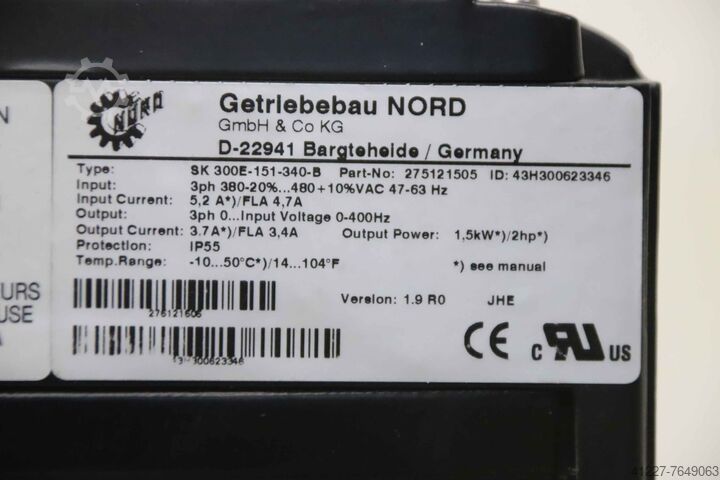 N
URS
USE
A
NORD
Getriebebau NORD
GmbH & Co KG
D-22941 Bargteheide / Germany
Type: SK 300E-151-340-B Part-No: 275121505 ID: 43H300623346
Input: 3ph 380-20%...480+10%VAC 47-63 Hz
Input Current: 5,2 A*)/FLA 4,7A
Output: 3ph 0...Input Voltage 0-400Hz
Output Current: 3.7A*)/FLA 3,4A Output Power: 1,5kW*)/2hp*)
Protection: IP55
Temp.Range: -10...50°C*)/14...104°F *) see manual
Version: 1.9 R0 JHE
CE c UR US
41227-7649063